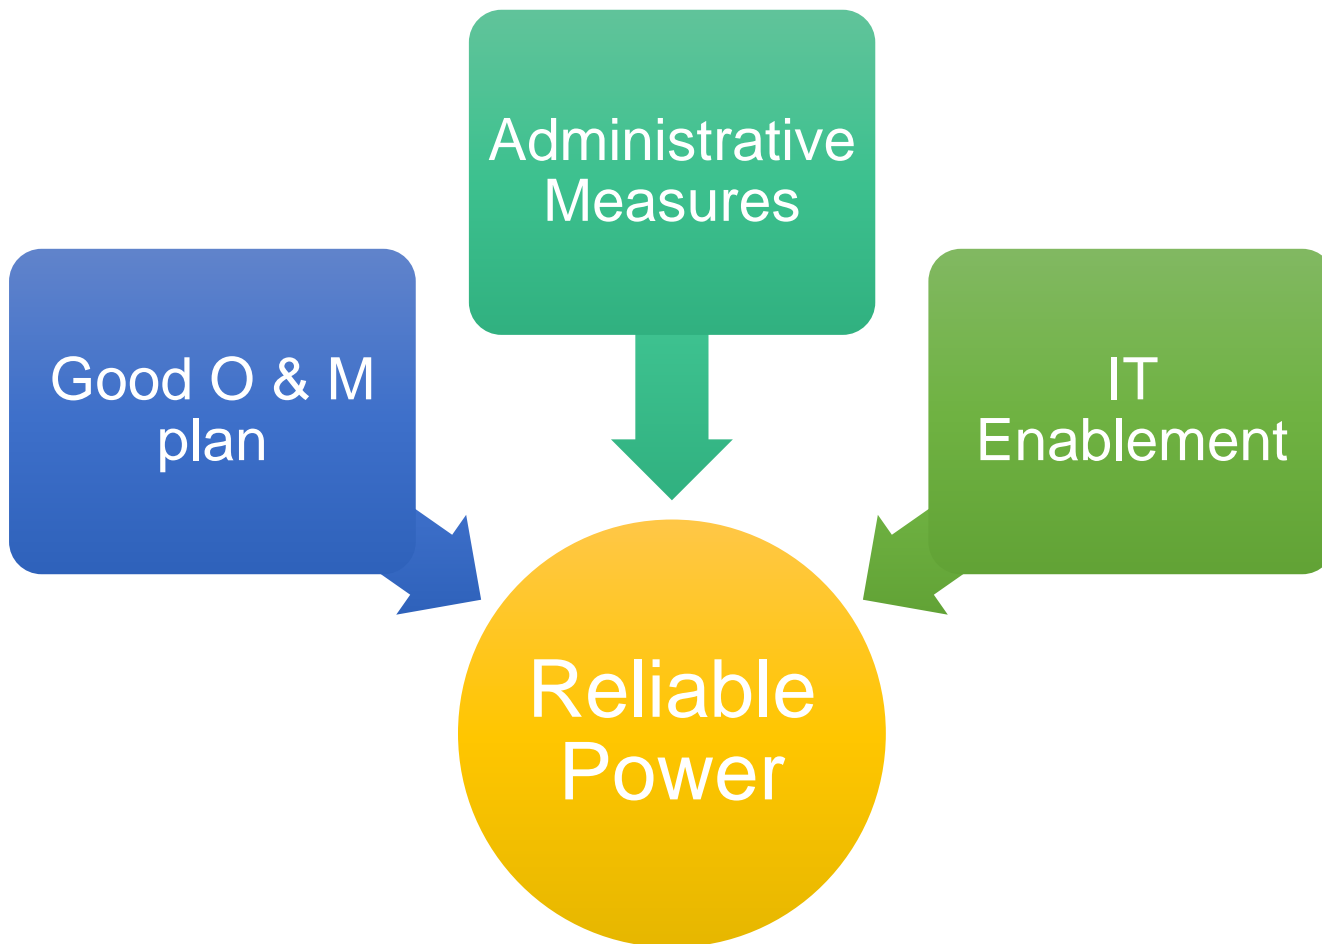 Administrative
Measures
Good O & M
plan
IT
Enablement
Reliable
Power